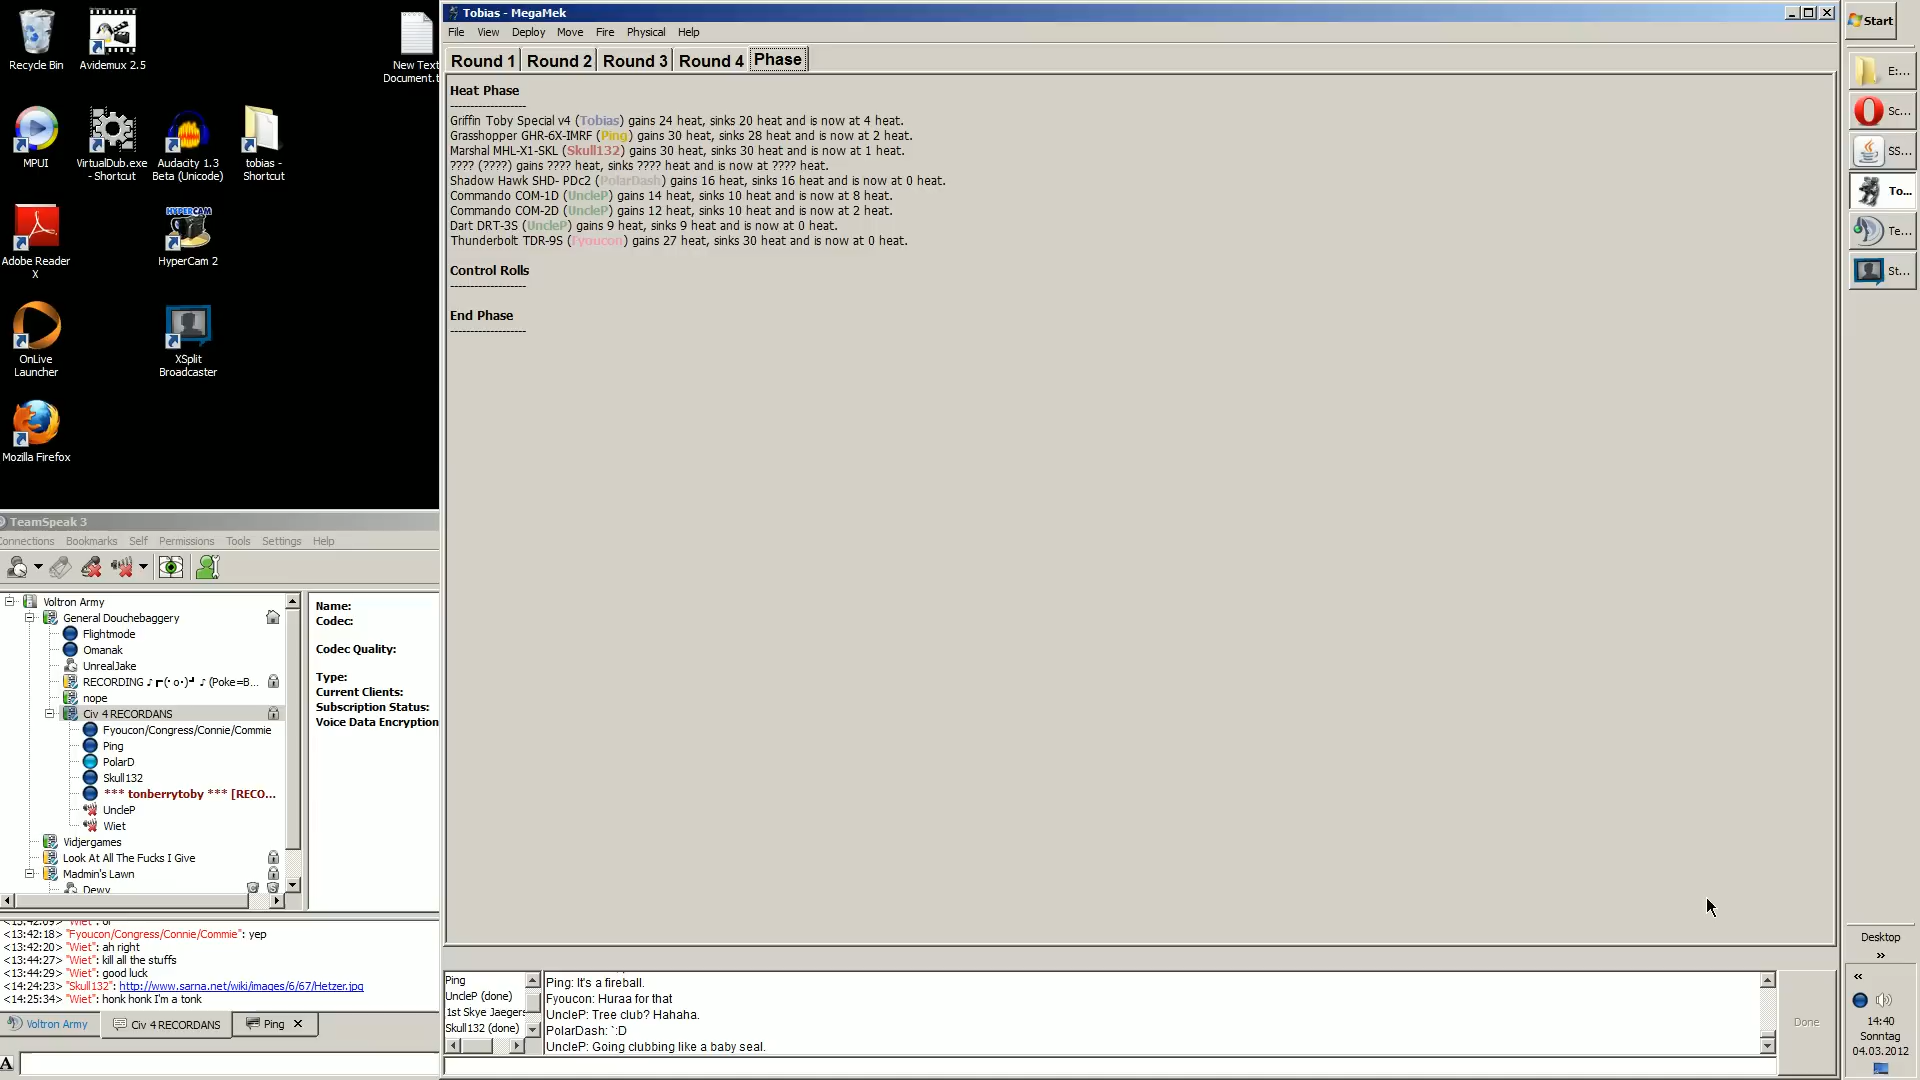 Recycle Bin
Avidemux 2.5
New Text
Document.t
MPUI
VirtualDub.exe
- Shortcut
Audacity 1.3
Beta (Unicode)
tobias -
Shortcut
Adobe Reader
X
HyperCam 2
OnLive
Launcher
XSplit
Broadcaster
Mozilla Firefox
Tobias - MegaMek
File View Deploy Move Fire Physical Help
Round 1 Round 2 Round 3 Round 4 Phase
Heat Phase
-------------------
Griffin Toby Special v4 (Tobias) gains 24 heat, sinks 20 heat and is now at 4 heat.
Grasshopper GHR-6X-IMRF (Ping) gains 30 heat, sinks 28 heat and is now at 2 heat.
Marshal MHL-X1-SKL (Skull132) gains 30 heat, sinks 30 heat and is now at 1 heat.
???? (????) gains ???? heat, sinks ???? heat and is now at ???? heat.
Shadow Hawk SHD- PDc2 (PolarDash) gains 16 heat, sinks 16 heat and is now at 0 heat.
Commando COM-1D (UncleP) gains 14 heat, sinks 10 heat and is now at 8 heat.
Commando COM-2D (UncleP) gains 12 heat, sinks 10 heat and is now at 2 heat.
Dart DRT-3S (UncleP) gains 9 heat, sinks 9 heat and is now at 0 heat.
Thunderbolt TDR-9S (Fyoucon) gains 27 heat, sinks 30 heat and is now at 0 heat.
Control Rolls
-------------------
End Phase
-------------------
TeamSpeak 3
onnections Bookmarks Self Permissions Tools Settings Help
Voltron Army
General Douchebaggery
Flightmode
Omanak
UnrealJake
RECORDING ♪┏(・o・)┛♪ (Poke=B...
nope
Civ 4 RECORDANS
Fyoucon/Congress/Connie/Commie
Ping
PolarD
Skull132
*** tonberrytoby *** [RECO...
UncleP
Wiet
Vidjergames
Look At All The Fucks I Give
Madmin's Lawn
Dewy
Name:
Codec:
Codec Quality:
Type:
Current Clients:
Subscription Status:
Voice Data Encryption
<13:42:09> "Wiet": or
<13:42:18> "Fyoucon/Congress/Connie/Commie": yep
<13:42:20> "Wiet": ah right
<13:44:27> "Wiet": kill all the stuffs
<13:44:29> "Wiet": good luck
<14:24:23> "Skull132": http://www.sarna.net/wiki/images/6/67/Hetzer.jpg
<14:25:34> "Wiet": honk honk I'm a tonk
Voltron Army Civ 4 RECORDANS Ping X
A
Ping
UncleP (done)
1st Skye Jaegers
Skull132 (done)
Ping: It's a fireball.
Fyoucon: Huraa for that
UncleP: Tree club? Hahaha.
PolarDash: `:D
UncleP: Going clubbing like a baby seal.
Done
Start
E:...
Sc...
SS...
To...
Te...
St...
Desktop
»
«
14:40
Sonntag
04.03.2012